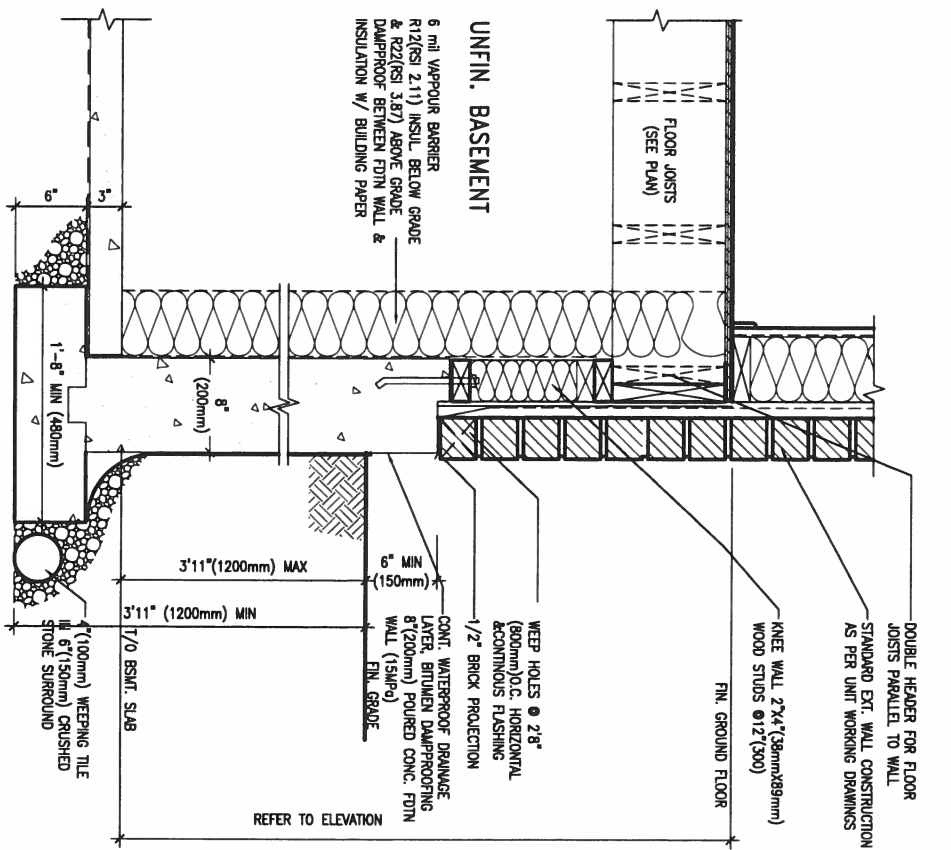 UNFIN. BASEMENT
6 mil VAPPOUR BARRIER
R12(RSI 2.11) INSUL BELOW GRADE
& R22(RSI 3.87) ABOVE GRADE
DAMPPROOF BETWEEN FDTN WALL &
INSULATION W/ BUILDING PAPER
FLOOR JOISTS
(SEE PLAN)
6"
3"
1'-8" MIN (480mm)
8"
(200mm)
3'11"(1200mm) MAX
6" MIN
(150mm)
3'11" (1200mm) MIN
DOUBLE HEADER FOR FLOOR
JOISTS PARALLEL TO WALL
STANDARD EXT. WALL CONSTRUCTION
AS PER UNIT WORKING DRAWINGS
KNEE WALL 2"X4"(38mmX89mm)
WOOD STUDS @12"(300)
FIN. GROUND FLOOR
WEEP HOLES @ 2'8"
(800mm)O.C. HORIZONTAL
&CONTINOUS FLASHING
1/2" BRICK PROJECTION
CONT. WATERPROOF DRAINAGE
LAYER, BITUMEN DAMPPROOFING
8"(200mm) POURED CONC. FDTN
WALL (15MPa)
FIN. GRADE
T/O BSMT. SLAB
4"(100mm) WEEPING TILE
IN 6"(150mm) CRUSHED
STONE SURROUND
REFER TO ELEVATION